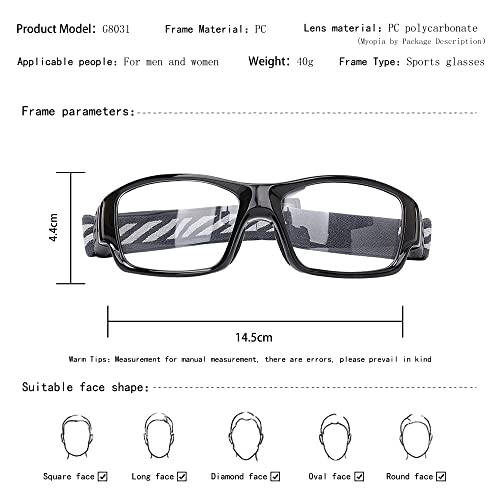 Product Model: G8031 Frame Material: PC Lens material: PC polycarbonate
(Myopia by Package Description)
Applicable people: For men and women Weight: 40g Frame Type: Sports glasses
Frame parameters:
4.4cm
14.5cm
Warm Tips: Measurement for manual measurement, there are errors, please prevail in kind
Suitable face shape:
Square face Long face Diamond face Oval face Round face